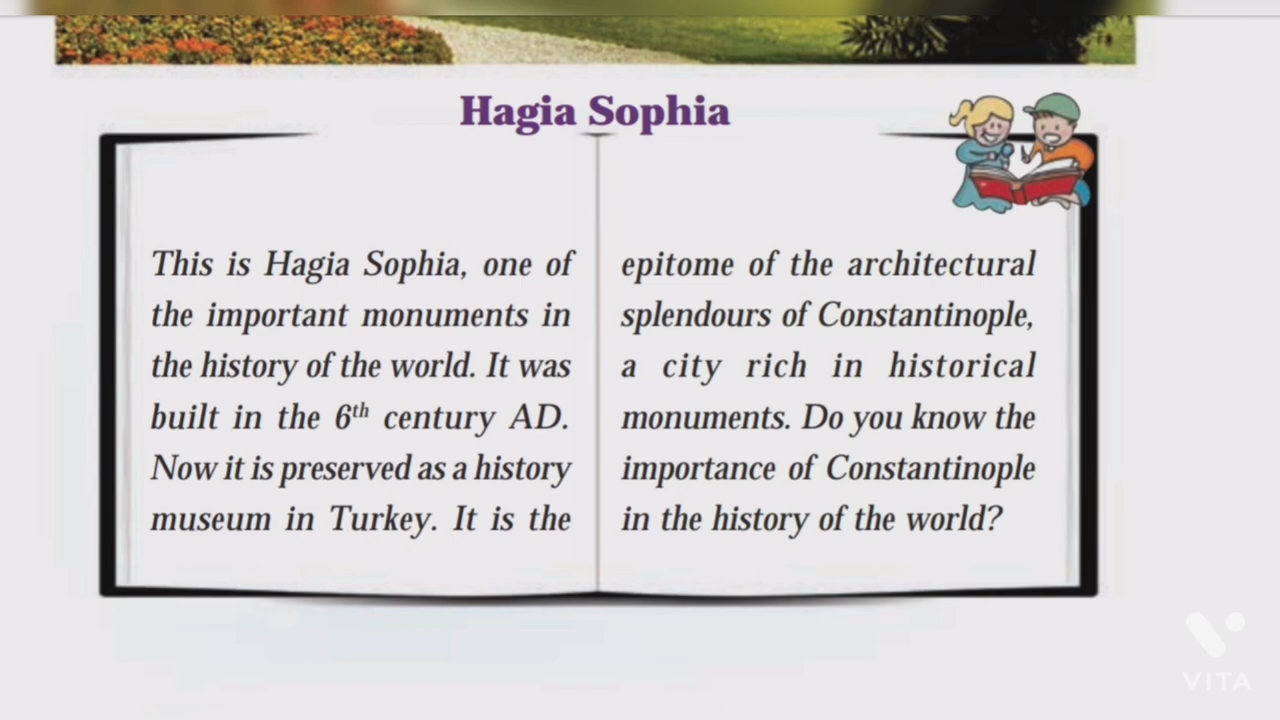 Hagia Sophia
This is Hagia Sophia, one of
the important monuments in
the history of the world. It was
built in the 6th century AD.
Now it is preserved as a history
museum in Turkey. It is the
epitome of the architectural
splendours of Constantinople,
a city rich in historical
monuments. Do you know the
importance of Constantinople
in the history of the world?
VITA